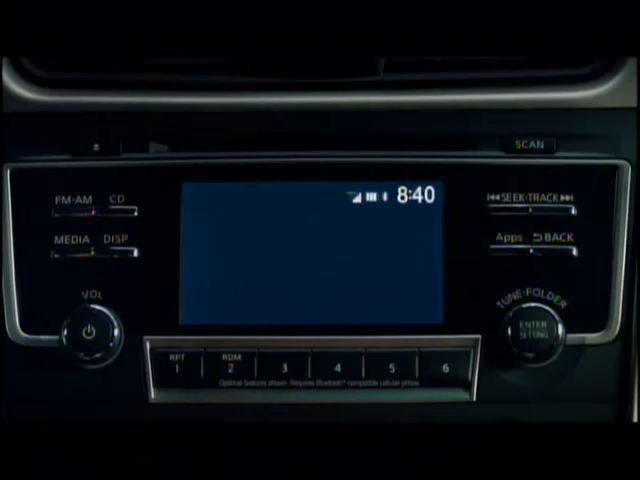 SCAN
8:40
FM·AM CD
SEEK·TRACK
MEDIA DISP
Apps BACK
VOL
TUNE·FOLDER
ENTER
SETTING
RPT RDM
1 2 3 4 5 6
Optional features shown. Requires Bluetooth® compatible cellular phone.